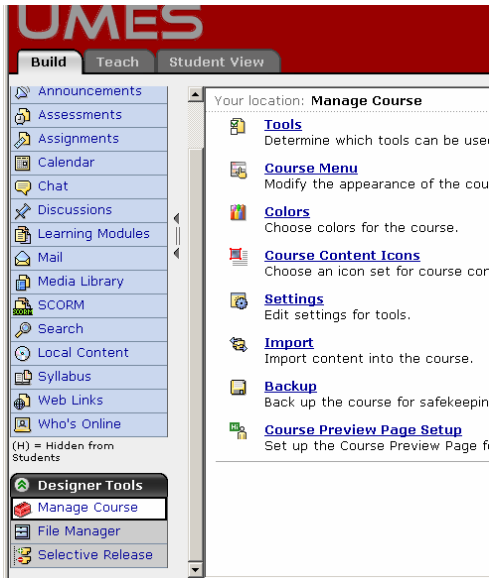 UMES
Build Teach Student View
Announcements
Assessments
Assignments
Calendar
Chat
Discussions
Learning Modules
Mail
Media Library
SCORM
Search
Local Content
Syllabus
Web Links
Who's Online
(H) = Hidden from
Students
Designer Tools
Manage Course
File Manager
Selective Release
Your location: Manage Course
Tools
Determine which tools can be used
Course Menu
Modify the appearance of the cou
Colors
Choose colors for the course.
Course Content Icons
Choose an icon set for course con
Settings
Edit settings for tools.
Import
Import content into the course.
Backup
Back up the course for safekeepin
Course Preview Page Setup
Set up the Course Preview Page f